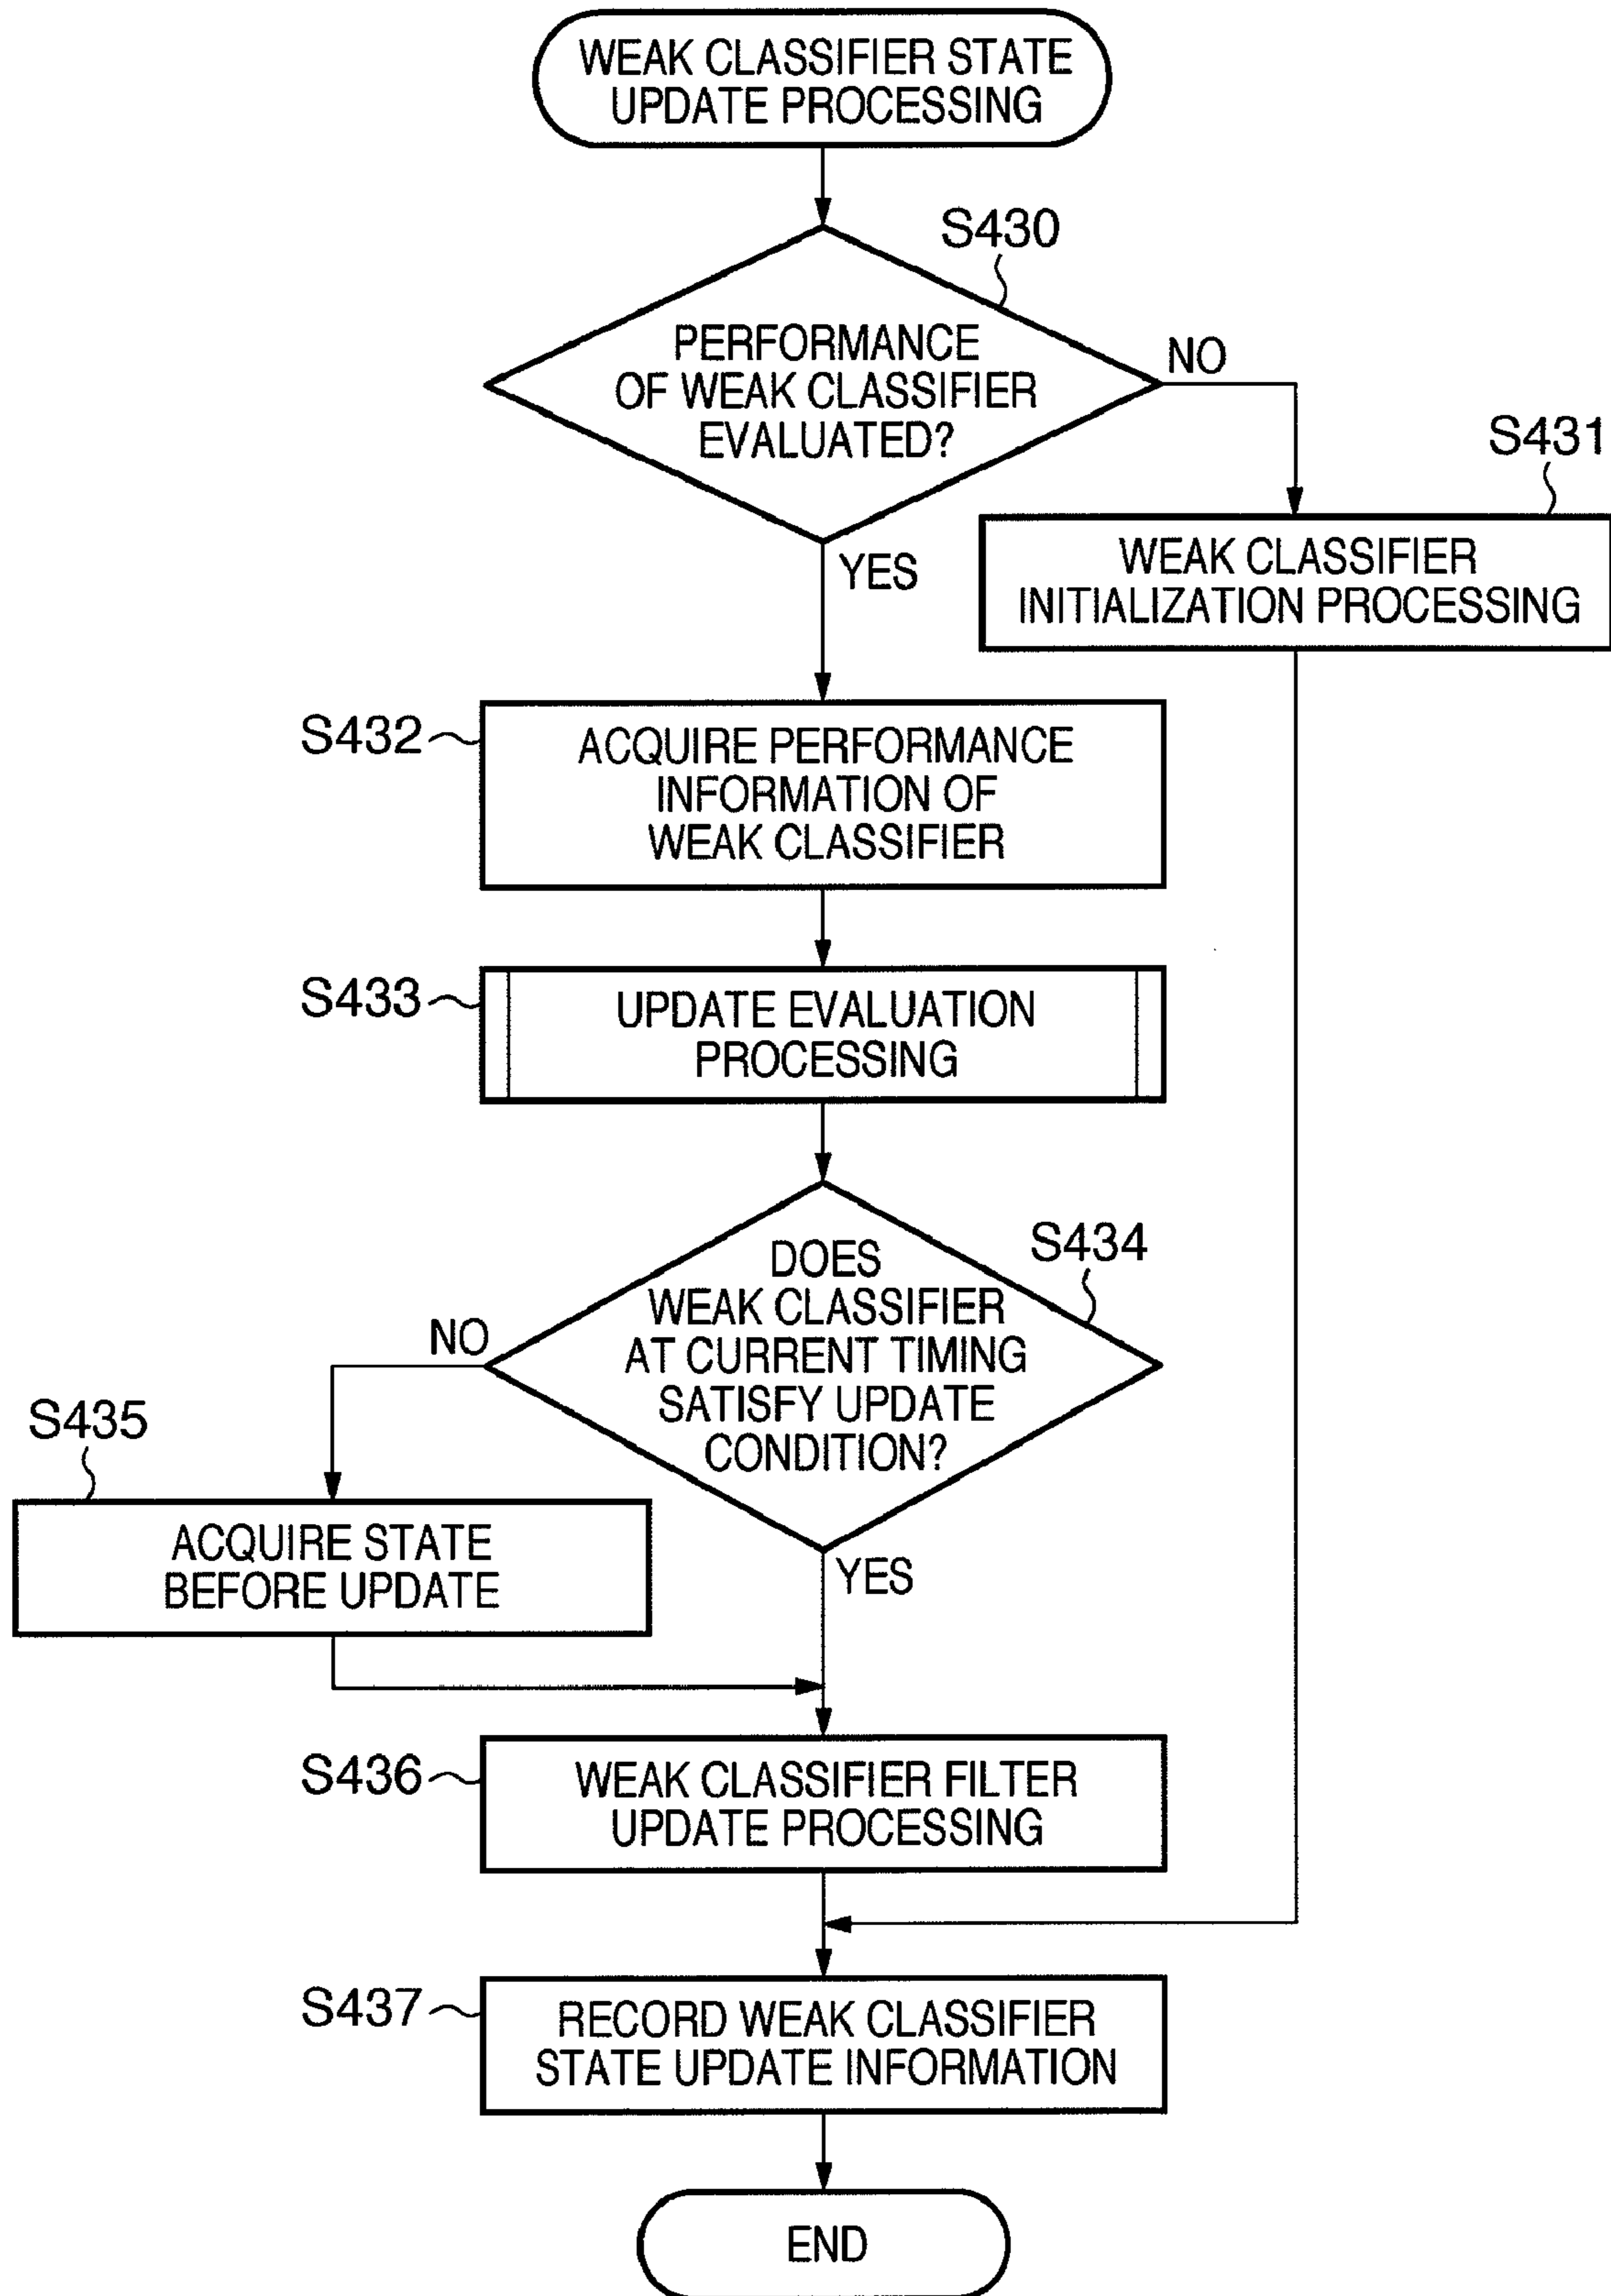 WEAK CLASSIFIER STATE
UPDATE PROCESSING
S430
PERFORMANCE
OF WEAK CLASSIFIER
EVALUATED?
NO
YES
S431
WEAK CLASSIFIER
INITIALIZATION PROCESSING
S432
ACQUIRE PERFORMANCE
INFORMATION OF
WEAK CLASSIFIER
S433
UPDATE EVALUATION
PROCESSING
S434
DOES
WEAK CLASSIFIER
AT CURRENT TIMING
SATISFY UPDATE
CONDITION?
NO
YES
S435
ACQUIRE STATE
BEFORE UPDATE
S436
WEAK CLASSIFIER FILTER
UPDATE PROCESSING
S437
RECORD WEAK CLASSIFIER
STATE UPDATE INFORMATION
END